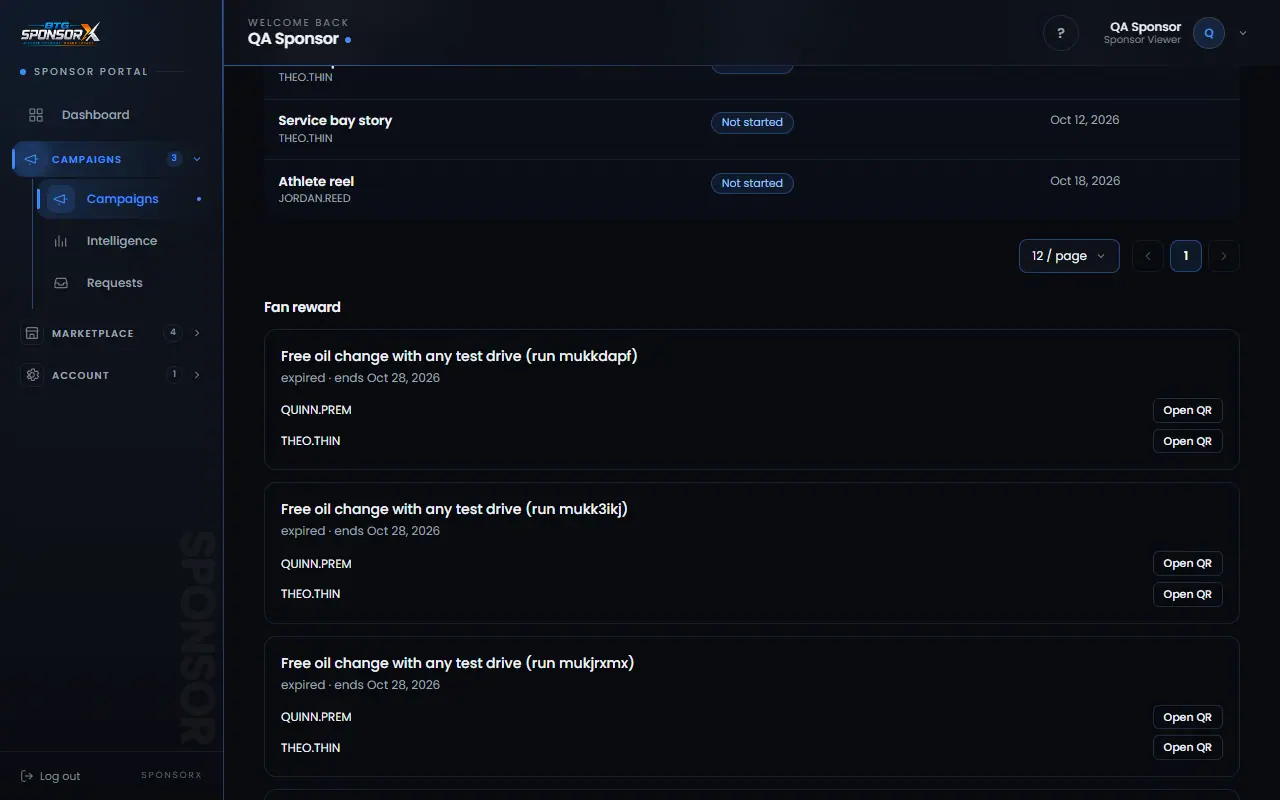 BTG
SPONSORX
SPONSOR PORTAL
Dashboard
CAMPAIGNS 3
Campaigns
Intelligence
Requests
MARKETPLACE 4
ACCOUNT 1
SPONSOR
Log out
SPONSORX
WELCOME BACK
QA Sponsor
?
QA Sponsor
Sponsor Viewer
Q
THEO.THIN
Service bay story
THEO.THIN
Not started
Oct 12, 2026
Athlete reel
JORDAN.REED
Not started
Oct 18, 2026
12 / page
1
Fan reward
Free oil change with any test drive (run mukkdapf)
expired · ends Oct 28, 2026
QUINN.PREM
Open QR
THEO.THIN
Open QR
Free oil change with any test drive (run mukk3ikj)
expired · ends Oct 28, 2026
QUINN.PREM
Open QR
THEO.THIN
Open QR
Free oil change with any test drive (run mukjrxmx)
expired · ends Oct 28, 2026
QUINN.PREM
Open QR
THEO.THIN
Open QR